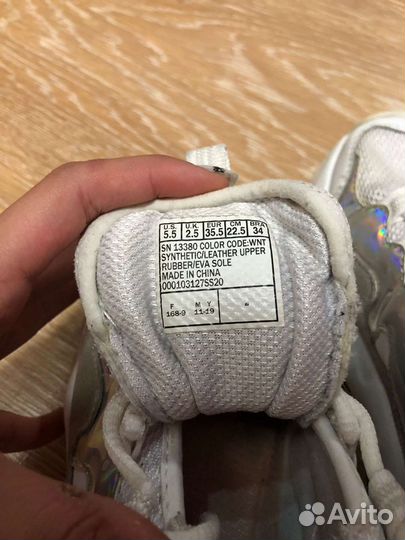 U.S. U.K. EUR CM BRA
5.5 2.5 35.5 22.5 34
SN 13380 COLOR CODE:WNT
SYNTHETIC/LEATHER UPPER
RUBBER/EVA SOLE
MADE IN CHINA
0001031275S20
F M Y
168-9 11-19
Avito